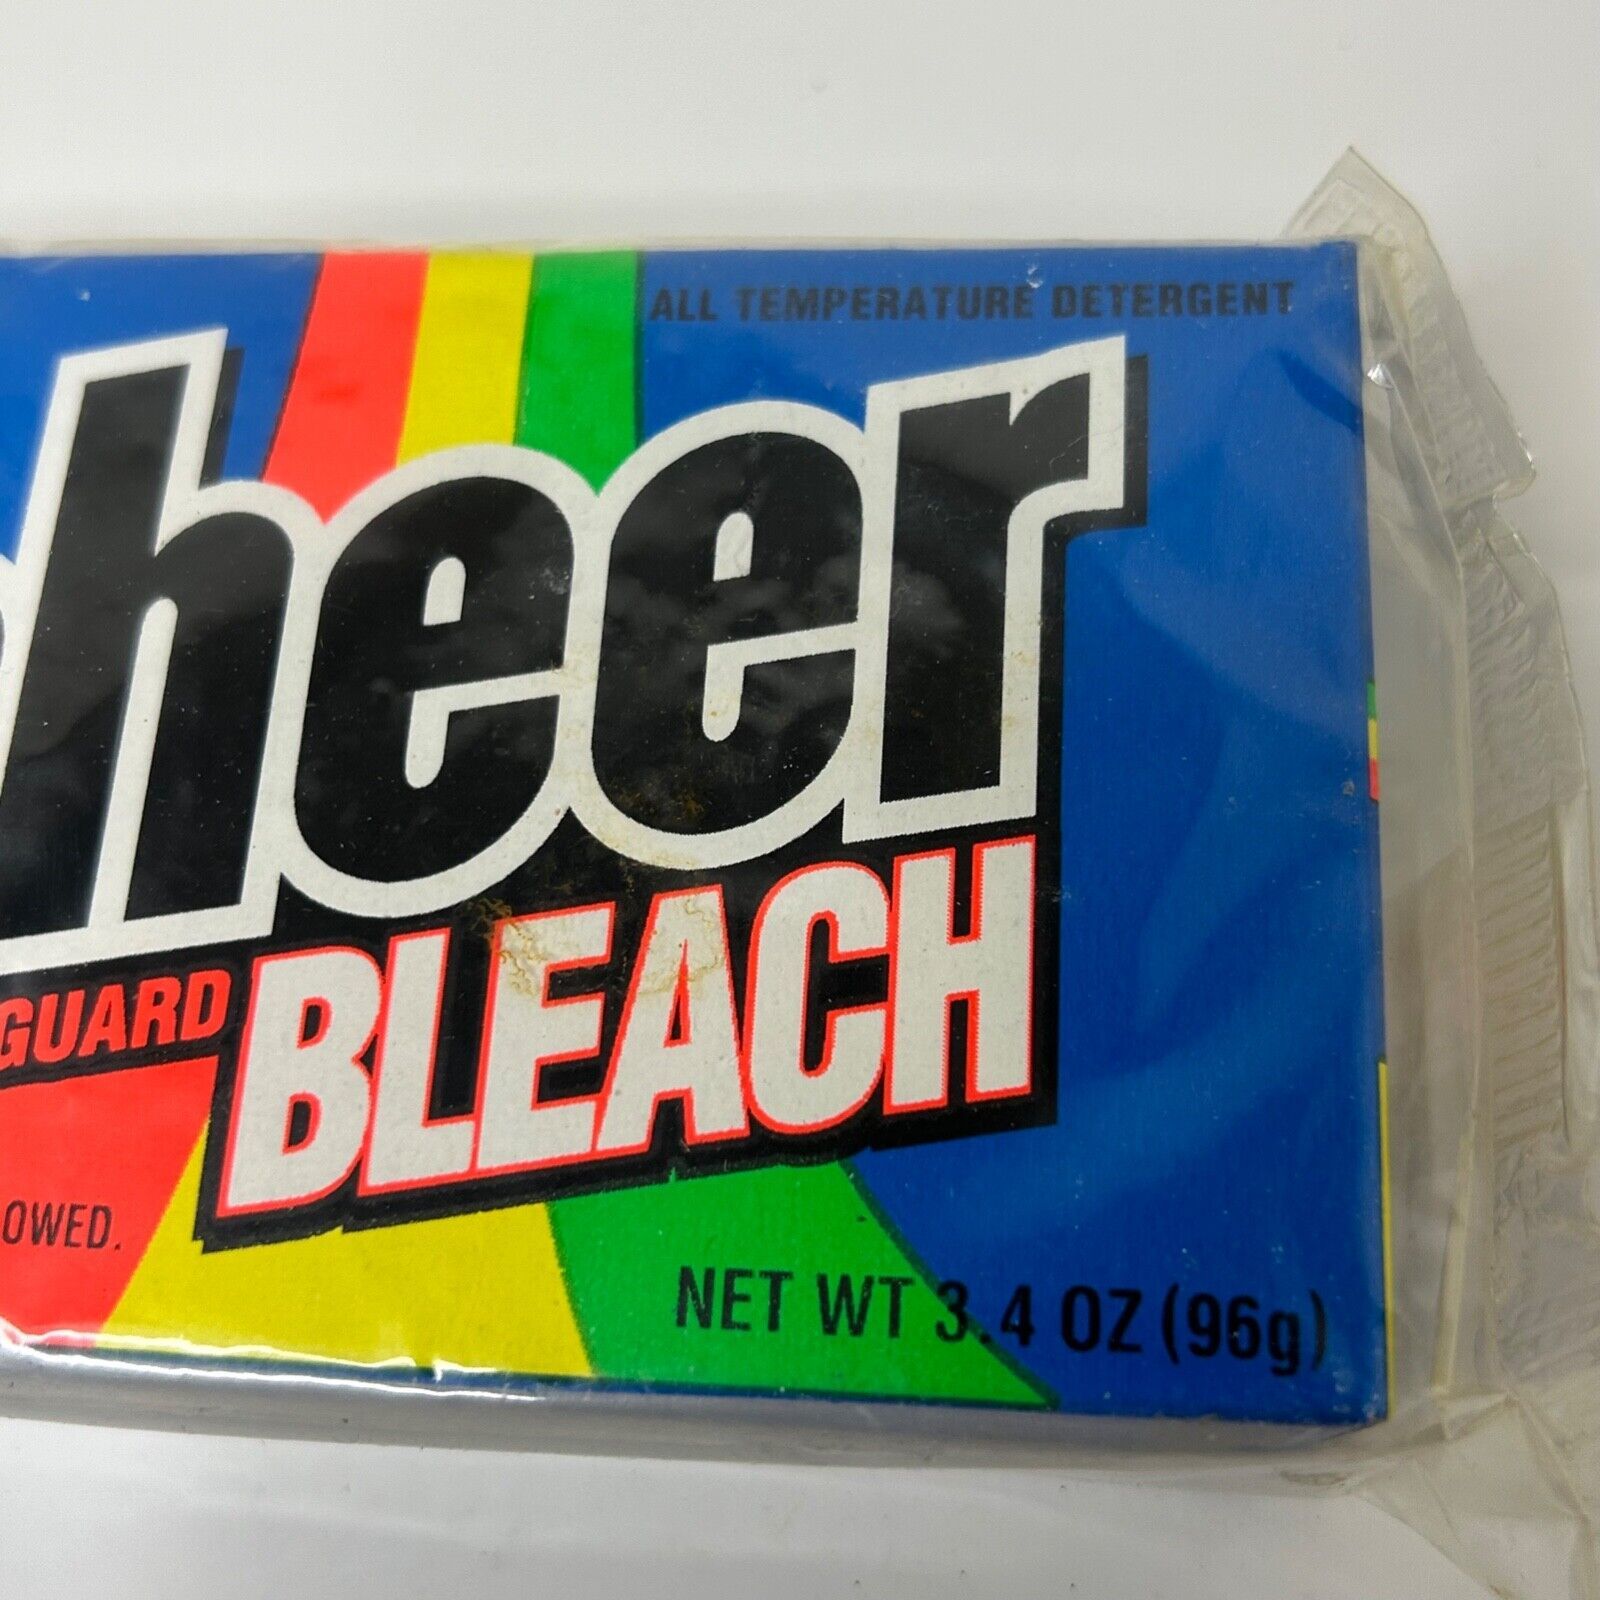 ALL TEMPERATURE DETERGENT
heer
GUARD BLEACH
OWED.
NET WT 3.4 OZ (96g)